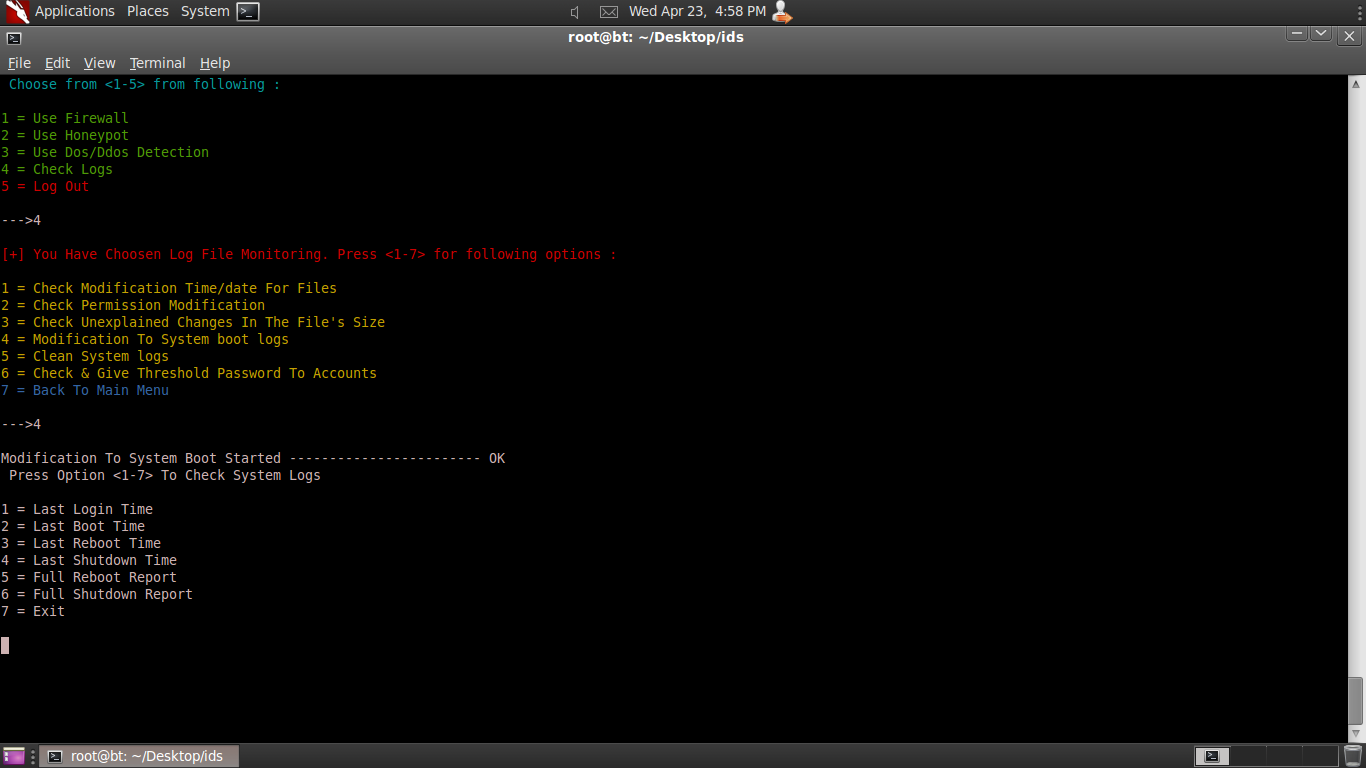 Applications Places System
Wed Apr 23, 4:58 PM
root@bt: ~/Desktop/ids
File Edit View Terminal Help
Choose from <1-5> from following :
1 = Use Firewall
2 = Use Honeypot
3 = Use Dos/Ddos Detection
4 = Check Logs
5 = Log Out
--->4
[+] You Have Choosen Log File Monitoring. Press <1-7> for following options :
1 = Check Modification Time/date For Files
2 = Check Permission Modification
3 = Check Unexplained Changes In The File's Size
4 = Modification To System boot logs
5 = Clean System logs
6 = Check & Give Threshold Password To Accounts
7 = Back To Main Menu
--->4
Modification To System Boot Started ------------------------ OK
Press Option <1-7> To Check System Logs
1 = Last Login Time
2 = Last Boot Time
3 = Last Reboot Time
4 = Last Shutdown Time
5 = Full Reboot Report
6 = Full Shutdown Report
7 = Exit
root@bt: ~/Desktop/ids